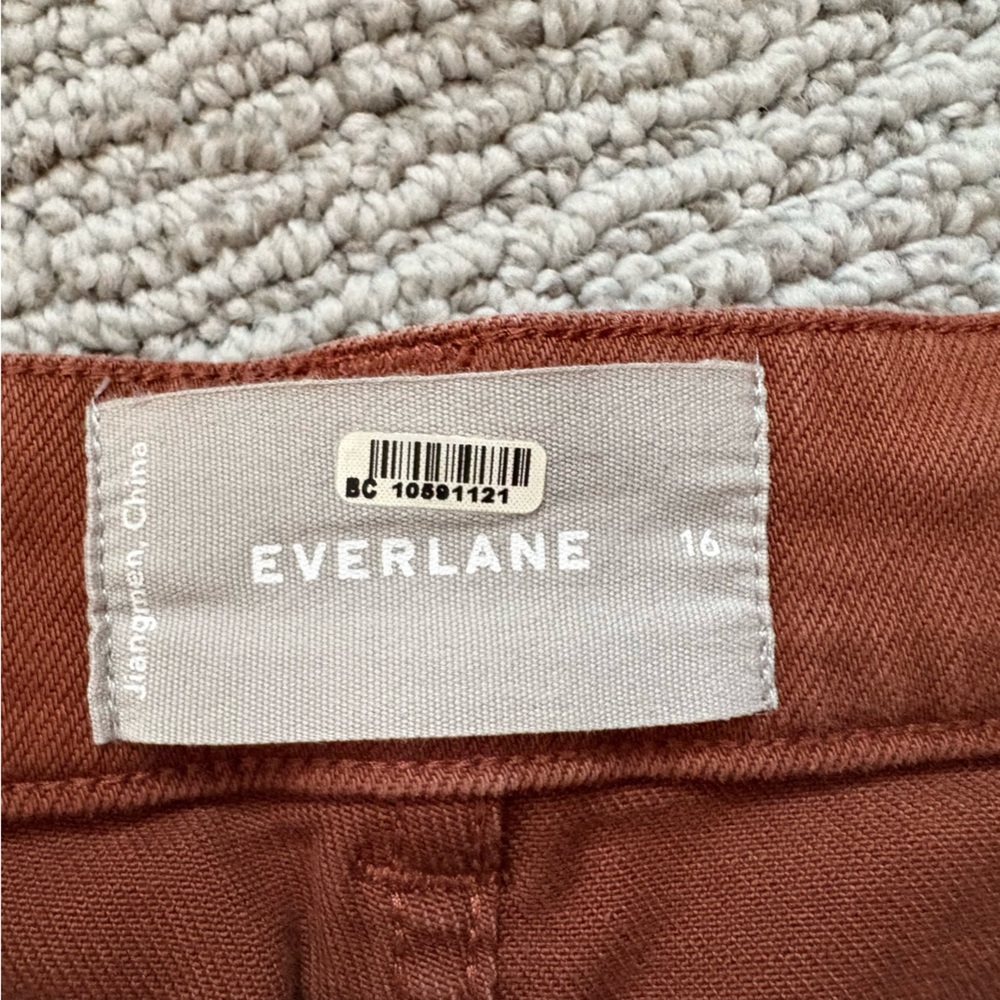 BC 10591121
EVERLANE
16
Jiangmen, China